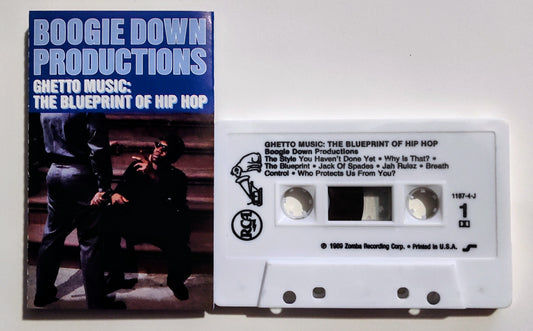 BOOGIE DOWN
PRODUCTIONS
GHETTO MUSIC:
THE BLUEPRINT OF HIP HOP
GHETTO MUSIC: THE BLUEPRINT OF HIP HOP
Boogie Down Productions
The Style You Haven't Done Yet • Why Is That? •
The Blueprint • Jack Of Spades • Jah Rulez • Breath
Control • Who Protects Us From You?
1187-4-J
1
RCA
℗ 1989 Zomba Recording Corp. • Printed in U.S.A.